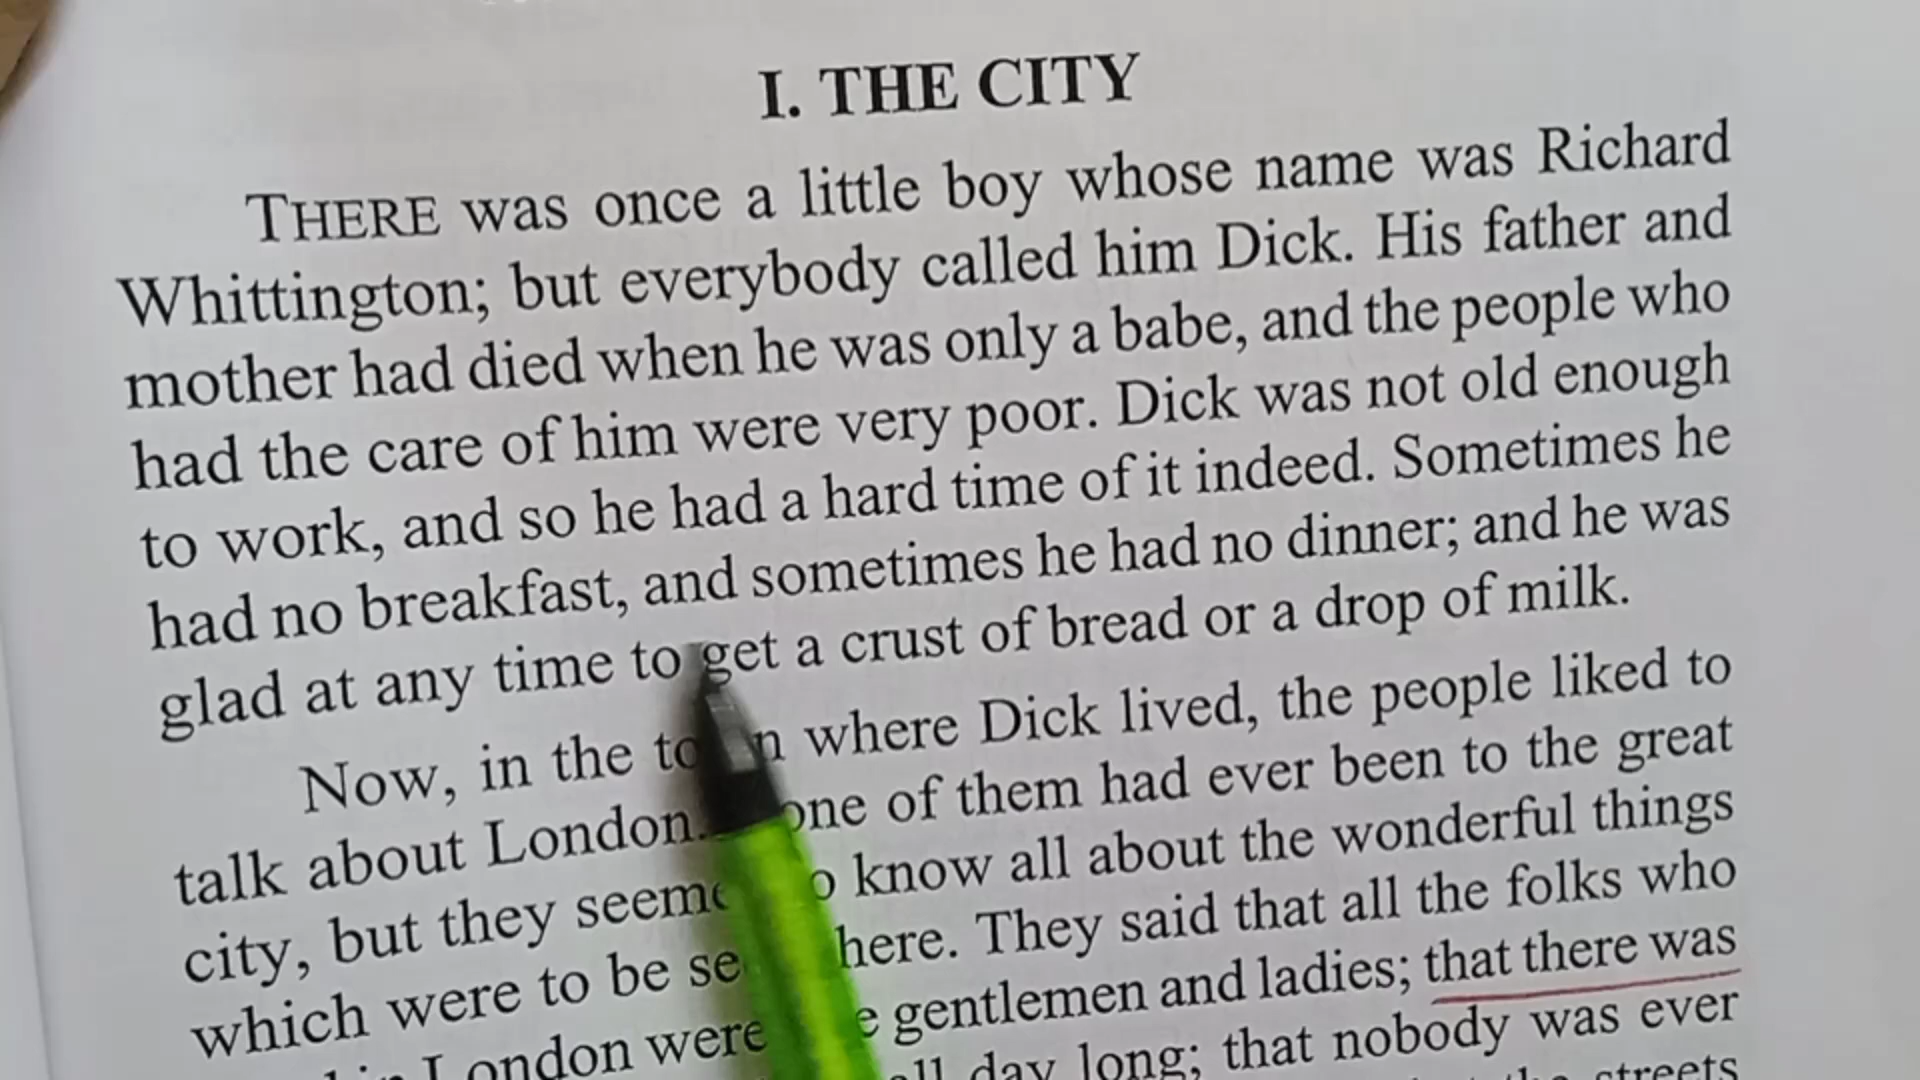 I. THE CITY
THERE was once a little boy whose name was Richard
Whittington; but everybody called him Dick. His father and
mother had died when he was only a babe, and the people who
had the care of him were very poor. Dick was not old enough
to work, and so he had a hard time of it indeed. Sometimes he
had no breakfast, and sometimes he had no dinner; and he was
glad at any time to get a crust of bread or a drop of milk.
Now, in the where Dick lived, the people liked to
talk about London. of them had ever been to the great
city, but they know all about the wonderful things
which were to be here. They said that all the folks who
in London were gentlemen and ladies; that there was
all day long; that nobody was ever
the streets